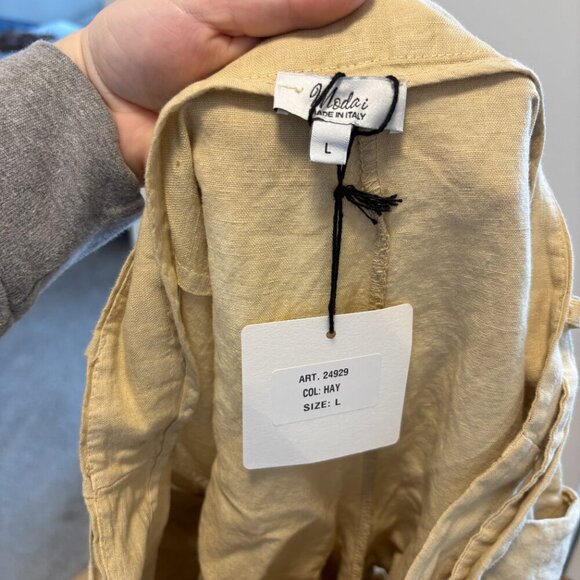 Modai
MADE IN ITALY
L
ART. 24929
COL: HAY
SIZE: L